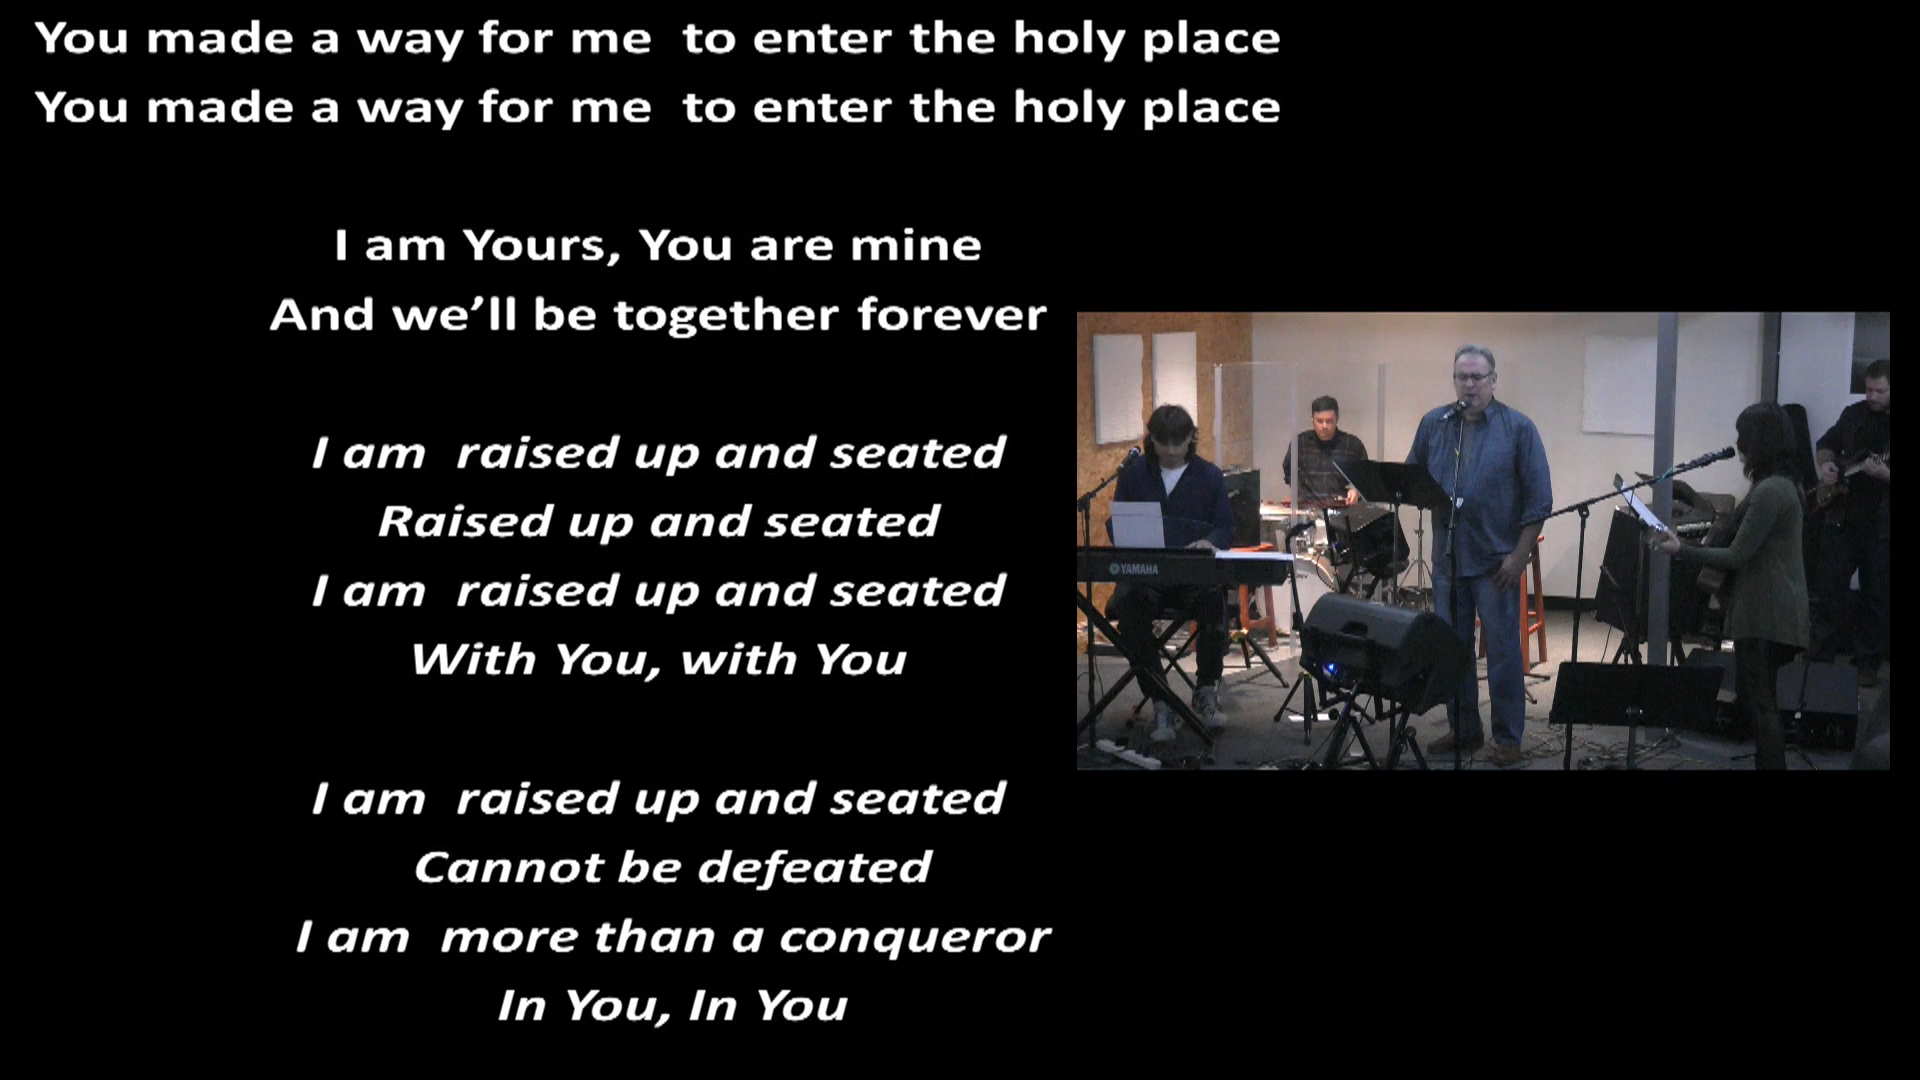 You made a way for me  to enter the holy place
You made a way for me  to enter the holy place
I am Yours, You are mine
And we’ll be together forever
I am  raised up and seated
Raised up and seated
I am  raised up and seated
With You, with You
I am  raised up and seated
Cannot be defeated
I am  more than a conqueror
In You, In You
YAMAHA